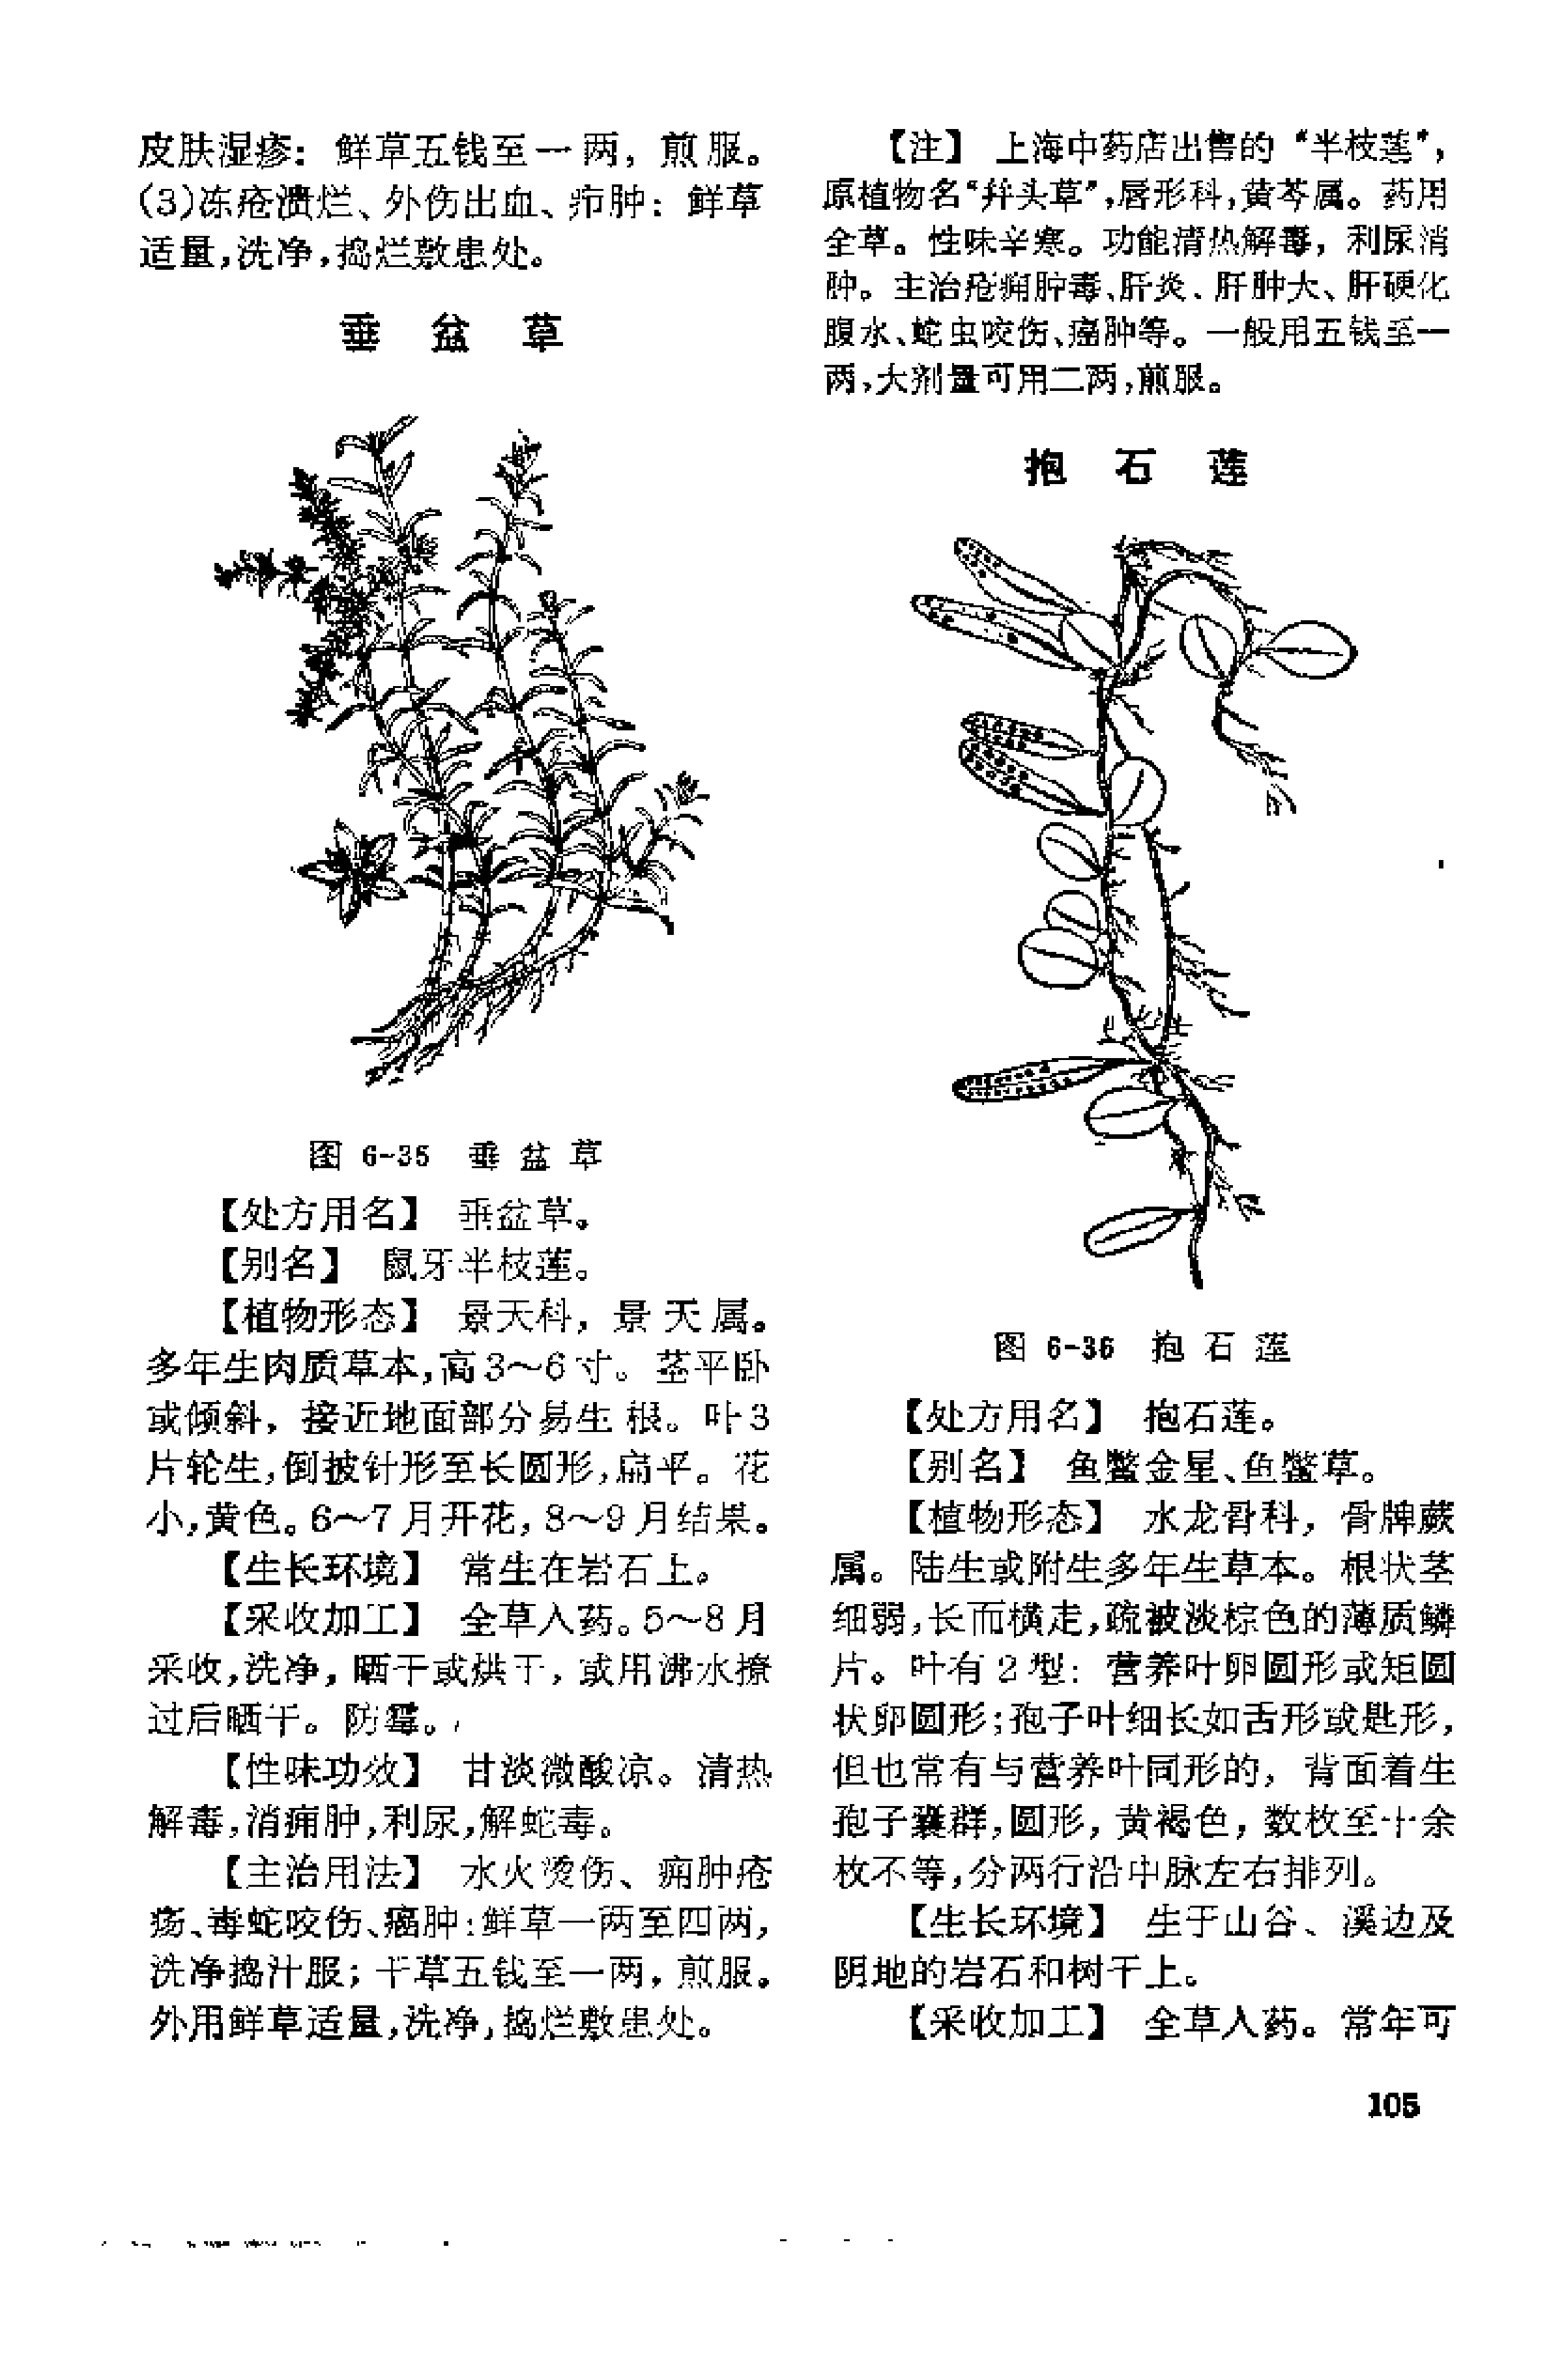 皮肤湿疹：鲜草五钱至一两，煎服。
(3)冻疮溃烂、外伤出血、疖肿：鲜草
适量，洗净，捣烂敷患处。
垂盆草
图 6-35 垂盆草
【处方用名】 垂盆草。
【别名】 鼠牙半枝莲。
【植物形态】 景天科，景天属。
多年生肉质草本，高3～6寸。茎平卧
或倾斜，接近地面部分易生根。叶3
片轮生，倒披针形至长圆形，扁平。花
小，黄色。6～7月开花，8～9月结果。
【生长环境】 常生在岩石上。
【采收加工】 全草入药。5～8月
采收，洗净，晒干或烘干，或用沸水撩
过后晒干。防霉。
【性味功效】 甘淡微酸凉。清热
解毒，消痈肿，利尿，解蛇毒。
【主治用法】 水火烫伤、痈肿疮
疡、毒蛇咬伤、癌肿：鲜草一两至四两，
洗净捣汁服；干草五钱至一两，煎服。
外用鲜草适量，洗净，捣烂敷患处。
【注】 上海中药店出售的“半枝莲”，
原植物名“并头草”，唇形科，黄芩属。药用
全草。性味辛寒。功能清热解毒，利尿消
肿。主治疮痈肿毒、肝炎、肝肿大、肝硬化
腹水、蛇虫咬伤、癌肿等。一般用五钱至一
两，大剂量可用二两，煎服。
抱石莲
图 6-36 抱石莲
【处方用名】 抱石莲。
【别名】 鱼鳖金星、鱼鳖草。
【植物形态】 水龙骨科，骨牌蕨
属。陆生或附生多年生草本。根状茎
细弱，长而横走，疏被淡棕色的薄质鳞
片。叶有2型：营养叶卵圆形或矩圆
状卵圆形；孢子叶细长如舌形或匙形，
但也常有与营养叶同形的，背面着生
孢子囊群，圆形，黄褐色，数枚至十余
枚不等，分两行沿中脉左右排列。
【生长环境】 生于山谷、溪边及
阴地的岩石和树干上。
【采收加工】 全草入药。常年可
105